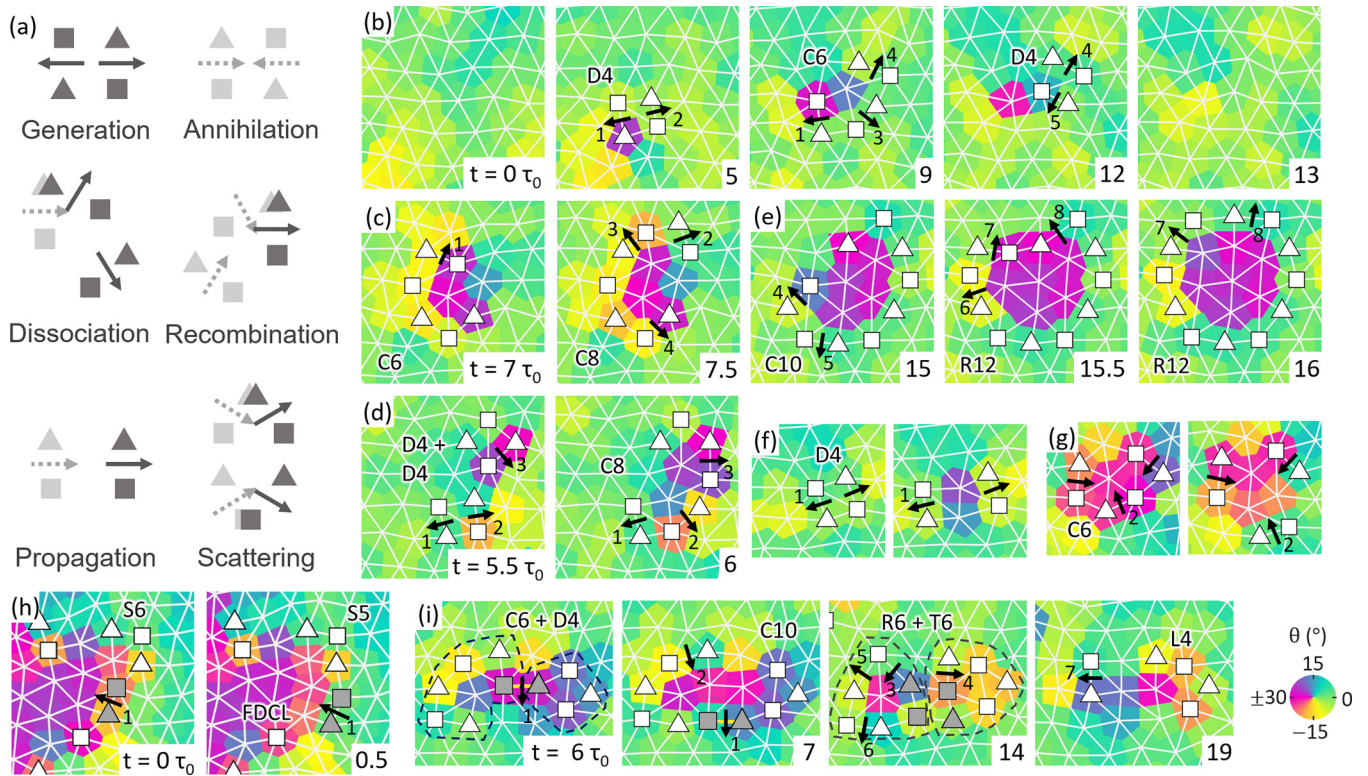 (a)
Generation
Annihilation
Dissociation
Recombination
Propagation
Scattering
(b)
t = 0 τ₀
D4
1
2
5
C6
4
1
3
9
D4
4
5
12
13
(c)
1
C6
t = 7 τ₀
3
2
C8
4
7.5
(e)
4
C10
5
15
7
8
6
R12
15.5
7
8
R12
16
(d)
D4 +
D4
3
1
2
t = 5.5 τ₀
C8
3
1
2
6
(f)
D4
1
1
(g)
C6
2
2
(h)
S6
1
t = 0 τ₀
S5
FDCL
1
0.5
(i)
C6 + D4
1
t = 6 τ₀
C10
2
1
7
R6 + T6
5
3
4
6
14
L4
7
19
θ (°)
15
±30
0
−15